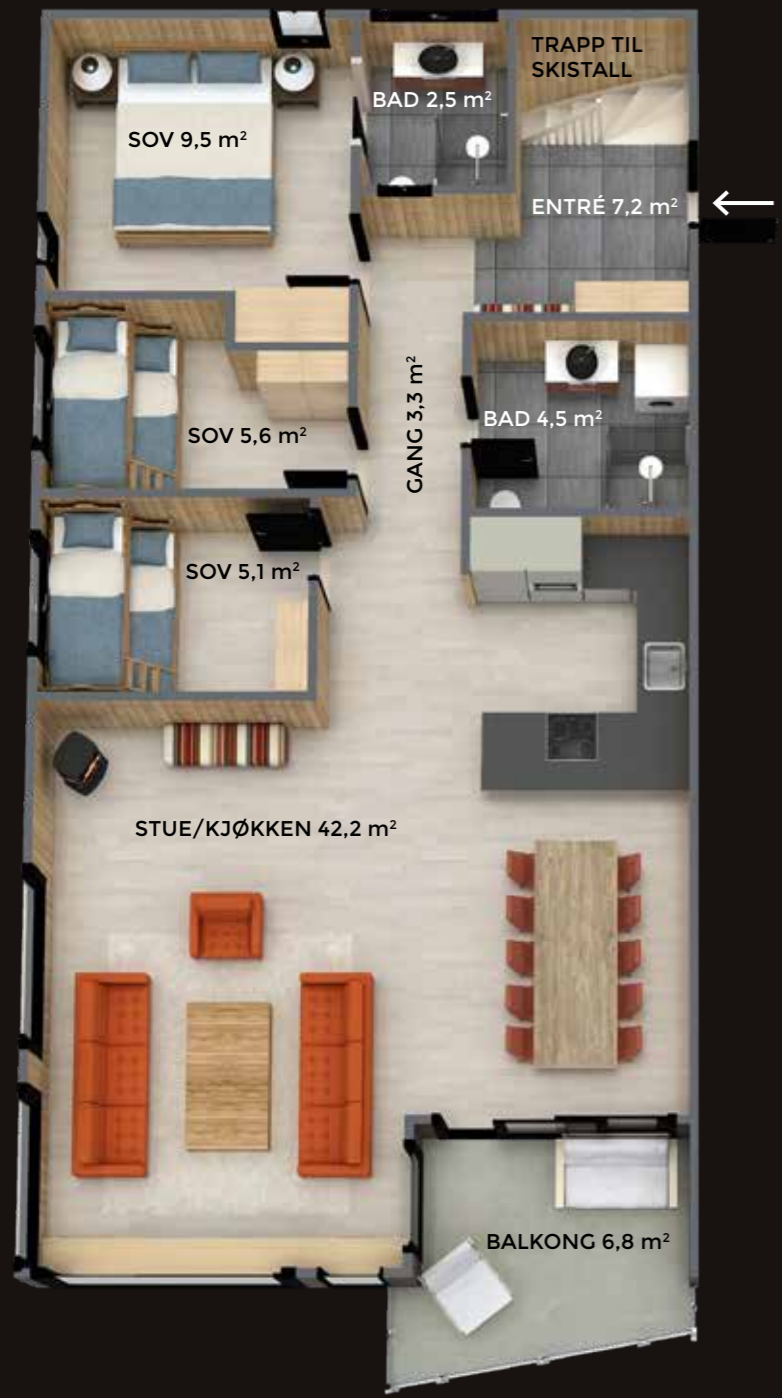 TRAPP TIL
SKISTALL
BAD 2,5 m²
SOV 9,5 m²
ENTRÉ 7,2 m²
GANG 3,3 m²
BAD 4,5 m²
SOV 5,6 m²
SOV 5,1 m²
STUE/KJØKKEN 42,2 m²
BALKONG 6,8 m²